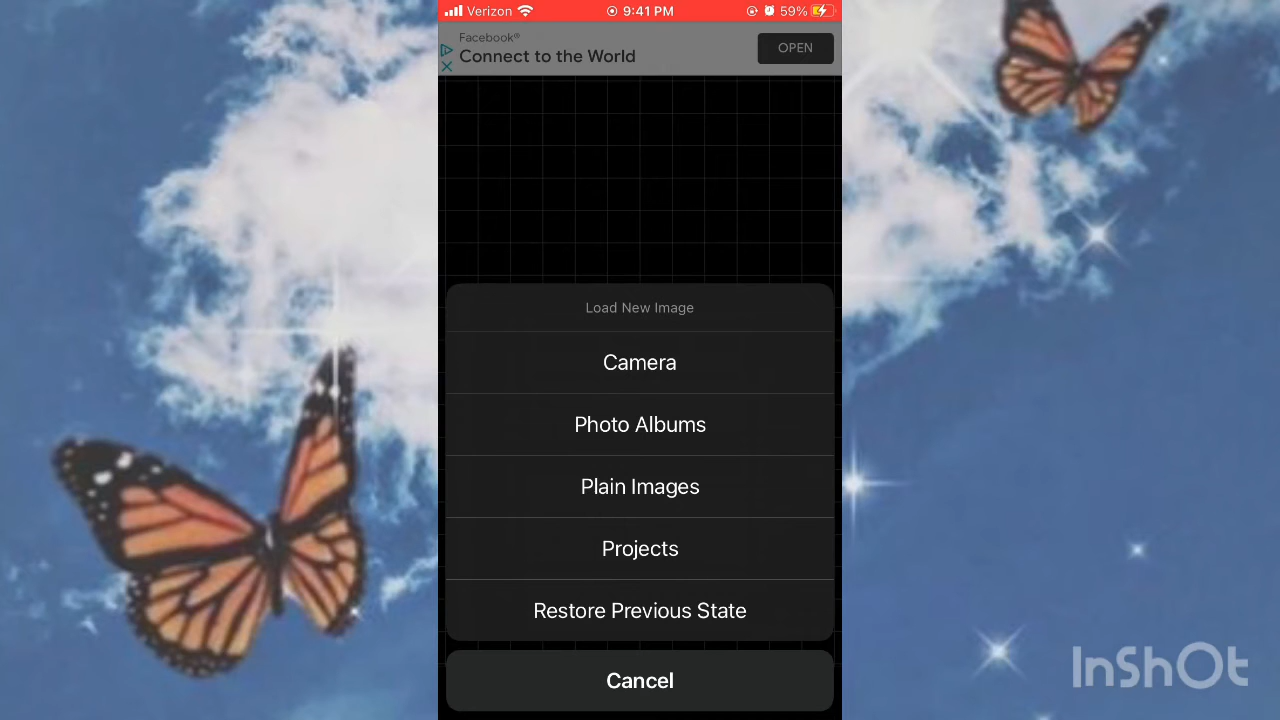 Verizon 9:41 PM 59%
Facebook®
Connect to the World
OPEN
Load New Image
Camera
Photo Albums
Plain Images
Projects
Restore Previous State
Cancel
InShOt